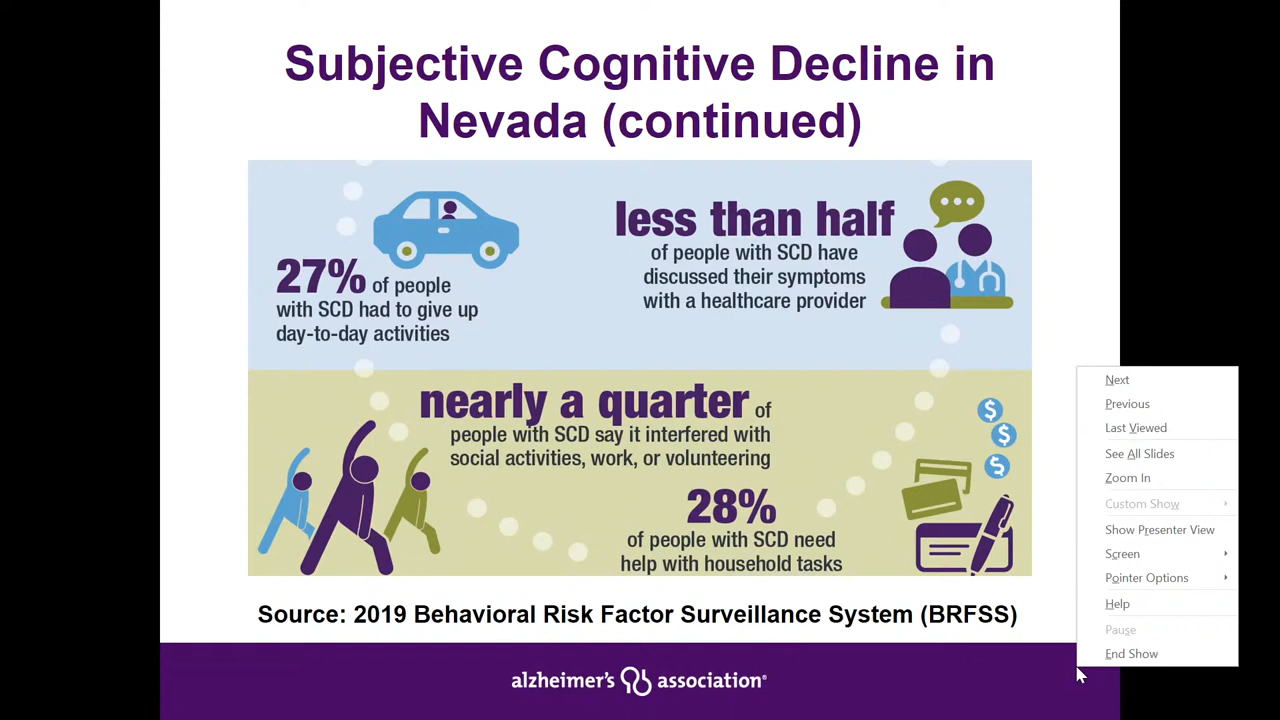 Subjective Cognitive Decline in
Nevada (continued)
27% of people
with SCD had to give up
day-to-day activities
less than half
of people with SCD have
discussed their symptoms
with a healthcare provider
nearly a quarter of
people with SCD say it interfered with
social activities, work, or volunteering
28%
of people with SCD need
help with household tasks
$
$
$
Source: 2019 Behavioral Risk Factor Surveillance System (BRFSS)
alzheimer's association®
Next
Previous
Last Viewed
See All Slides
Zoom In
Custom Show
Show Presenter View
Screen
Pointer Options
Help
Pause
End Show